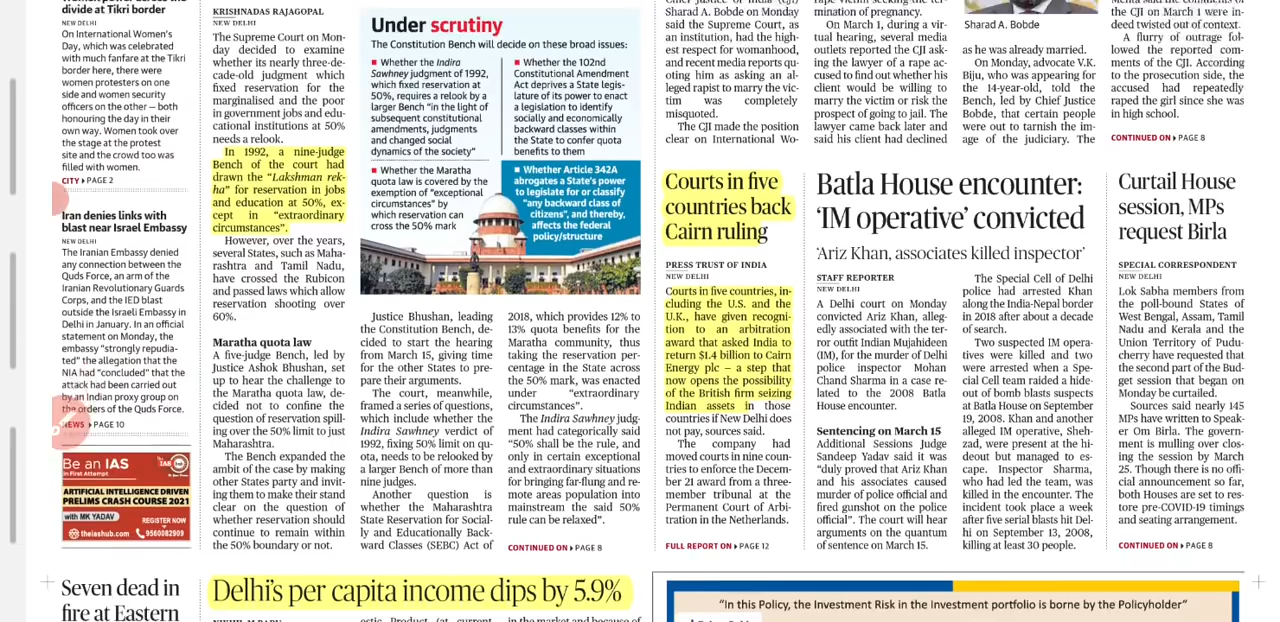 divide at Tikri border
NEW DELHI
On International Women's
Day, which was celebrated
with much fanfare at the Tikri
border here, there were
women protesters on one
side and women security
officers on the other — both
honouring the day in their
own way. Women took over
the stage at the protest
site and the crowd too was
filled with women.
CITY PAGE 2
Iran denies links with
blast near Israel Embassy
NEW DELHI
The Iranian Embassy denied
any connection between the
Quds Force, an arm of the
Iranian Revolutionary Guards
Corps, and the IED blast
outside the Israeli Embassy in
Delhi in January. In an official
statement on Monday, the
embassy "strongly repudia-
ted" the allegation that the
NIA had "concluded" that the
attack had been carried out
by an Indian proxy group on
the orders of the Quds Force.
NEWS PAGE 10
Be an IAS
in First Attempt
ARTIFICIAL INTELLIGENCE DRIVEN
PRELIMS CRASH COURSE 2021
with MK YADAV
REGISTER NOW
theiashub.com
9560082909
Seven dead in
fire at Eastern
KRISHNADAS RAJAGOPAL
NEW DELHI
The Supreme Court on Mon-
day decided to examine
whether its nearly three-de-
cade-old judgment which
fixed reservation for the
marginalised and the poor
in government jobs and edu-
cational institutions at 50%
needs a relook.
In 1992, a nine-judge
Bench of the court had
drawn the "Lakshman rek-
ha" for reservation in jobs
and education at 50%, ex-
cept in "extraordinary
circumstances".
However, over the years,
several States, such as Maha-
rashtra and Tamil Nadu,
have crossed the Rubicon
and passed laws which allow
reservation shooting over
60%.
Maratha quota law
A five-judge Bench, led by
Justice Ashok Bhushan, set
up to hear the challenge to
the Maratha quota law, de-
cided not to confine the
question of reservation spill-
ing over the 50% limit to just
Maharashtra.
The Bench expanded the
ambit of the case by making
other States party and invit-
ing them to make their stand
clear on the question of
whether reservation should
continue to remain within
the 50% boundary or not.
Under scrutiny
The Constitution Bench will decide on these broad issues:
Whether the Indira
Sawhney judgment of 1992,
which fixed reservation at
50%, requires a relook by a
larger Bench "in the light of
subsequent constitutional
amendments, judgments
and changed social
dynamics of the society"
Whether the Maratha
quota law is covered by the
exemption of "exceptional
circumstances" by
which reservation can
cross the 50% mark
Whether the 102nd
Constitutional Amendment
Act deprives a State legis-
lature of its power to enact
a legislation to identify
socially and economically
backward classes within
the State to confer quota
benefits to them
Whether Article 342A
abrogates a State's power
to legislate for or classify
"any backward class of
citizens", and thereby,
affects the federal
policy/structure
Justice Bhushan, leading
the Constitution Bench, de-
cided to start the hearing
from March 15, giving time
for the other States to pre-
pare their arguments.
The court, meanwhile,
framed a series of questions,
which include whether the
Indira Sawhney verdict of
1992, fixing 50% limit on qu-
ota, needs to be relooked by
a larger Bench of more than
nine judges.
Another question is
whether the Maharashtra
State Reservation for Social-
ly and Educationally Back-
ward Classes (SEBC) Act of
2018, which provides 12% to
13% quota benefits for the
Maratha community, thus
taking the reservation per-
centage in the State across
the 50% mark, was enacted
under "extraordinary
circumstances".
The Indira Sawhney judg-
ment had categorically said
"50% shall be the rule, and
only in certain exceptional
and extraordinary situations
for bringing far-flung and re-
mote areas population into
mainstream the said 50%
rule can be relaxed".
CONTINUED ON PAGE 8
Delhi's per capita income dips by 5.9%
Sharad A. Bobde on Monday
said the Supreme Court, as
an institution, had the high-
est respect for womanhood,
and recent media reports qu-
oting him as asking an al-
leged rapist to marry the vic-
tim was completely
misquoted.
The CJI made the position
clear on International Wo-
mination of pregnancy.
On March 1, during a vir-
tual hearing, several media
outlets reported the CJI ask-
ing the lawyer of a rape ac-
cused to find out whether his
client would be willing to
marry the victim or risk the
prospect of going to jail. The
lawyer came back later and
said his client had declined
Sharad A. Bobde
as he was already married.
On Monday, advocate V.K.
Biju, who was appearing for
the 14-year-old, told the
Bench, led by Chief Justice
Bobde, that certain people
were out to tarnish the im-
age of the judiciary. The
the CJI on March 1 were in-
deed twisted out of context.
A flurry of outrage fol-
lowed the reported com-
ments of the CJI. According
to the prosecution side, the
accused had repeatedly
raped the girl since she was
in high school.
CONTINUED ON PAGE 8
Courts in five
countries back
Cairn ruling
PRESS TRUST OF INDIA
NEW DELHI
Courts in five countries, in-
cluding the U.S. and the
U.K., have given recogni-
tion to an arbitration
award that asked India to
return $1.4 billion to Cairn
Energy plc — a step that
now opens the possibility
of the British firm seizing
Indian assets in those
countries if New Delhi does
not pay, sources said.
The company had
moved courts in nine coun-
tries to enforce the Decem-
ber 21 award from a three-
member tribunal at the
Permanent Court of Arbi-
tration in the Netherlands.
FULL REPORT ON PAGE 12
Batla House encounter:
'IM operative' convicted
'Ariz Khan, associates killed inspector'
STAFF REPORTER
NEW DELHI
A Delhi court on Monday
convicted Ariz Khan, alleg-
edly associated with the ter-
ror outfit Indian Mujahideen
(IM), for the murder of Delhi
police inspector Mohan
Chand Sharma in a case re-
lated to the 2008 Batla
House encounter.
Sentencing on March 15
Additional Sessions Judge
Sandeep Yadav said it was
"duly proved that Ariz Khan
and his associates caused
murder of police official and
fired gunshot on the police
official". The court will hear
arguments on the quantum
of sentence on March 15.
The Special Cell of Delhi
police had arrested Khan
along the India-Nepal border
in 2018 after about a decade
of search.
Two suspected IM opera-
tives were killed and two
were arrested when a Spe-
cial Cell team raided a hide-
out of bomb blasts suspects
at Batla House on September
19, 2008. Khan and another
alleged IM operative, Sheh-
zad, were present at the hi-
deout but managed to es-
cape. Inspector Sharma,
who had led the team, was
killed in the encounter. The
incident took place a week
after five serial blasts hit Del-
hi on September 13, 2008,
killing at least 30 people.
Curtail House
session, MPs
request Birla
SPECIAL CORRESPONDENT
NEW DELHI
Lok Sabha members from
the poll-bound States of
West Bengal, Assam, Tamil
Nadu and Kerala and the
Union Territory of Pudu-
cherry have requested that
the second part of the Bud-
get session that began on
Monday be curtailed.
Sources said nearly 145
MPs have written to Speak-
er Om Birla. The govern-
ment is mulling over clos-
ing the session by March
25. Though there is no offi-
cial announcement so far,
both Houses are set to res-
tore pre-COVID-19 timings
and seating arrangement.
CONTINUED ON PAGE 8
"In this Policy, the Investment Risk in the Investment portfolio is borne by the Policyholder"